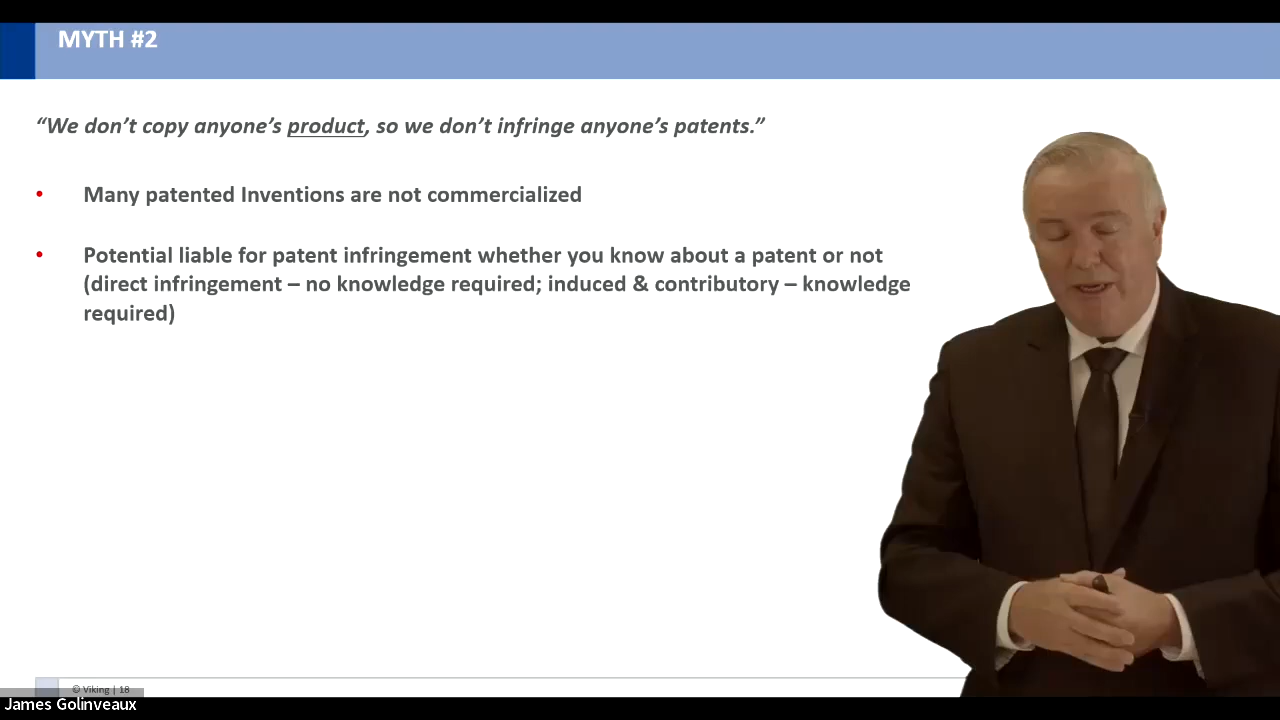 MYTH #2
“We don’t copy anyone’s product, so we don’t infringe anyone’s patents.”
• Many patented Inventions are not commercialized
• Potential liable for patent infringement whether you know about a patent or not
(direct infringement – no knowledge required; induced & contributory – knowledge
required)
© Viking | 18
James Golinveaux